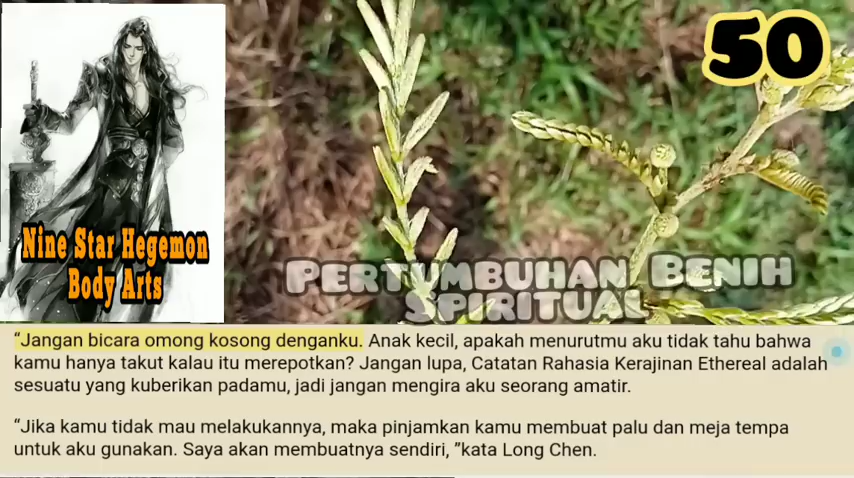 50
Nine Star Hegemon
Body Arts
PERTUMBUHAN BENIH
SPIRITUAL
“Jangan bicara omong kosong denganku. Anak kecil, apakah menurutmu aku tidak tahu bahwa
kamu hanya takut kalau itu merepotkan? Jangan lupa, Catatan Rahasia Kerajinan Ethereal adalah
sesuatu yang kuberikan padamu, jadi jangan mengira aku seorang amatir.
“Jika kamu tidak mau melakukannya, maka pinjamkan kamu membuat palu dan meja tempa
untuk aku gunakan. Saya akan membuatnya sendiri, ”kata Long Chen.